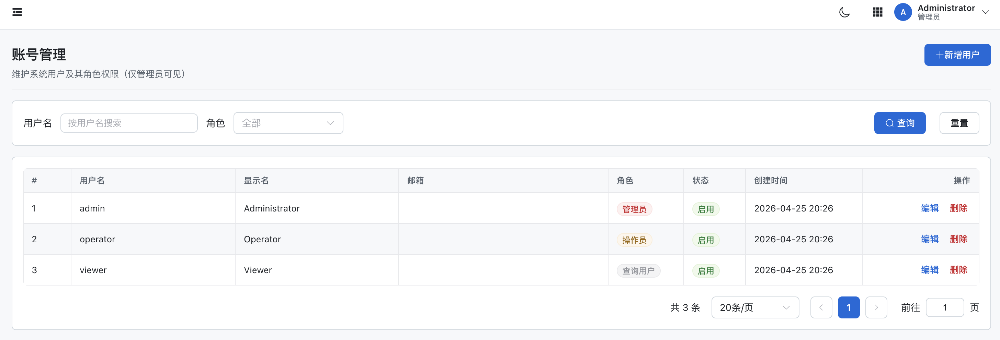 A
Administrator
管理员
账号管理
+新增用户
维护系统用户及其角色权限（仅管理员可见）
用户名 按用户名搜索 角色 全部 查询 重置
# 用户名 显示名 邮箱 角色 状态 创建时间 操作
1 admin Administrator 管理员 启用 2026-04-25 20:26 编辑 删除
2 operator Operator 操作员 启用 2026-04-25 20:26 编辑 删除
3 viewer Viewer 查询用户 启用 2026-04-25 20:26 编辑 删除
共 3 条 20条/页 1 前往 1 页